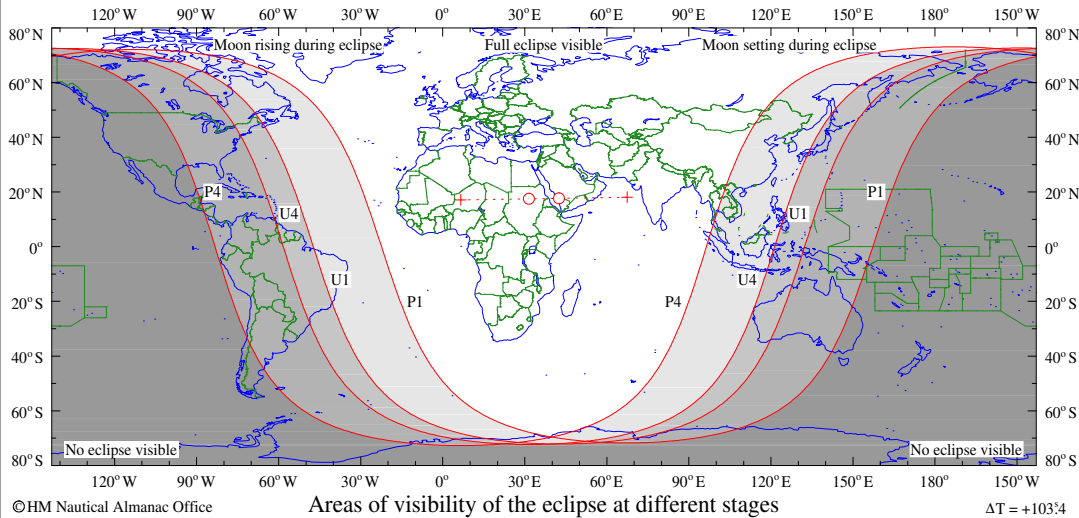 120°W 90°W 60°W 30°W 0° 30°E 60°E 90°E 120°E 150°E 180° 150°W
80°N 80°N
Moon rising during eclipse Full eclipse visible Moon setting during eclipse
60°N 60°N
40°N 40°N
20°N P4 P1 20°N
U4 U1
0° 0°
U1 U4
20°S P1 P4 20°S
40°S 40°S
60°S 60°S
No eclipse visible No eclipse visible
80°S 80°S
120°W 90°W 60°W 30°W 0° 30°E 60°E 90°E 120°E 150°E 180° 150°W
©HM Nautical Almanac Office Areas of visibility of the eclipse at different stages ΔT = +103ˢ.4